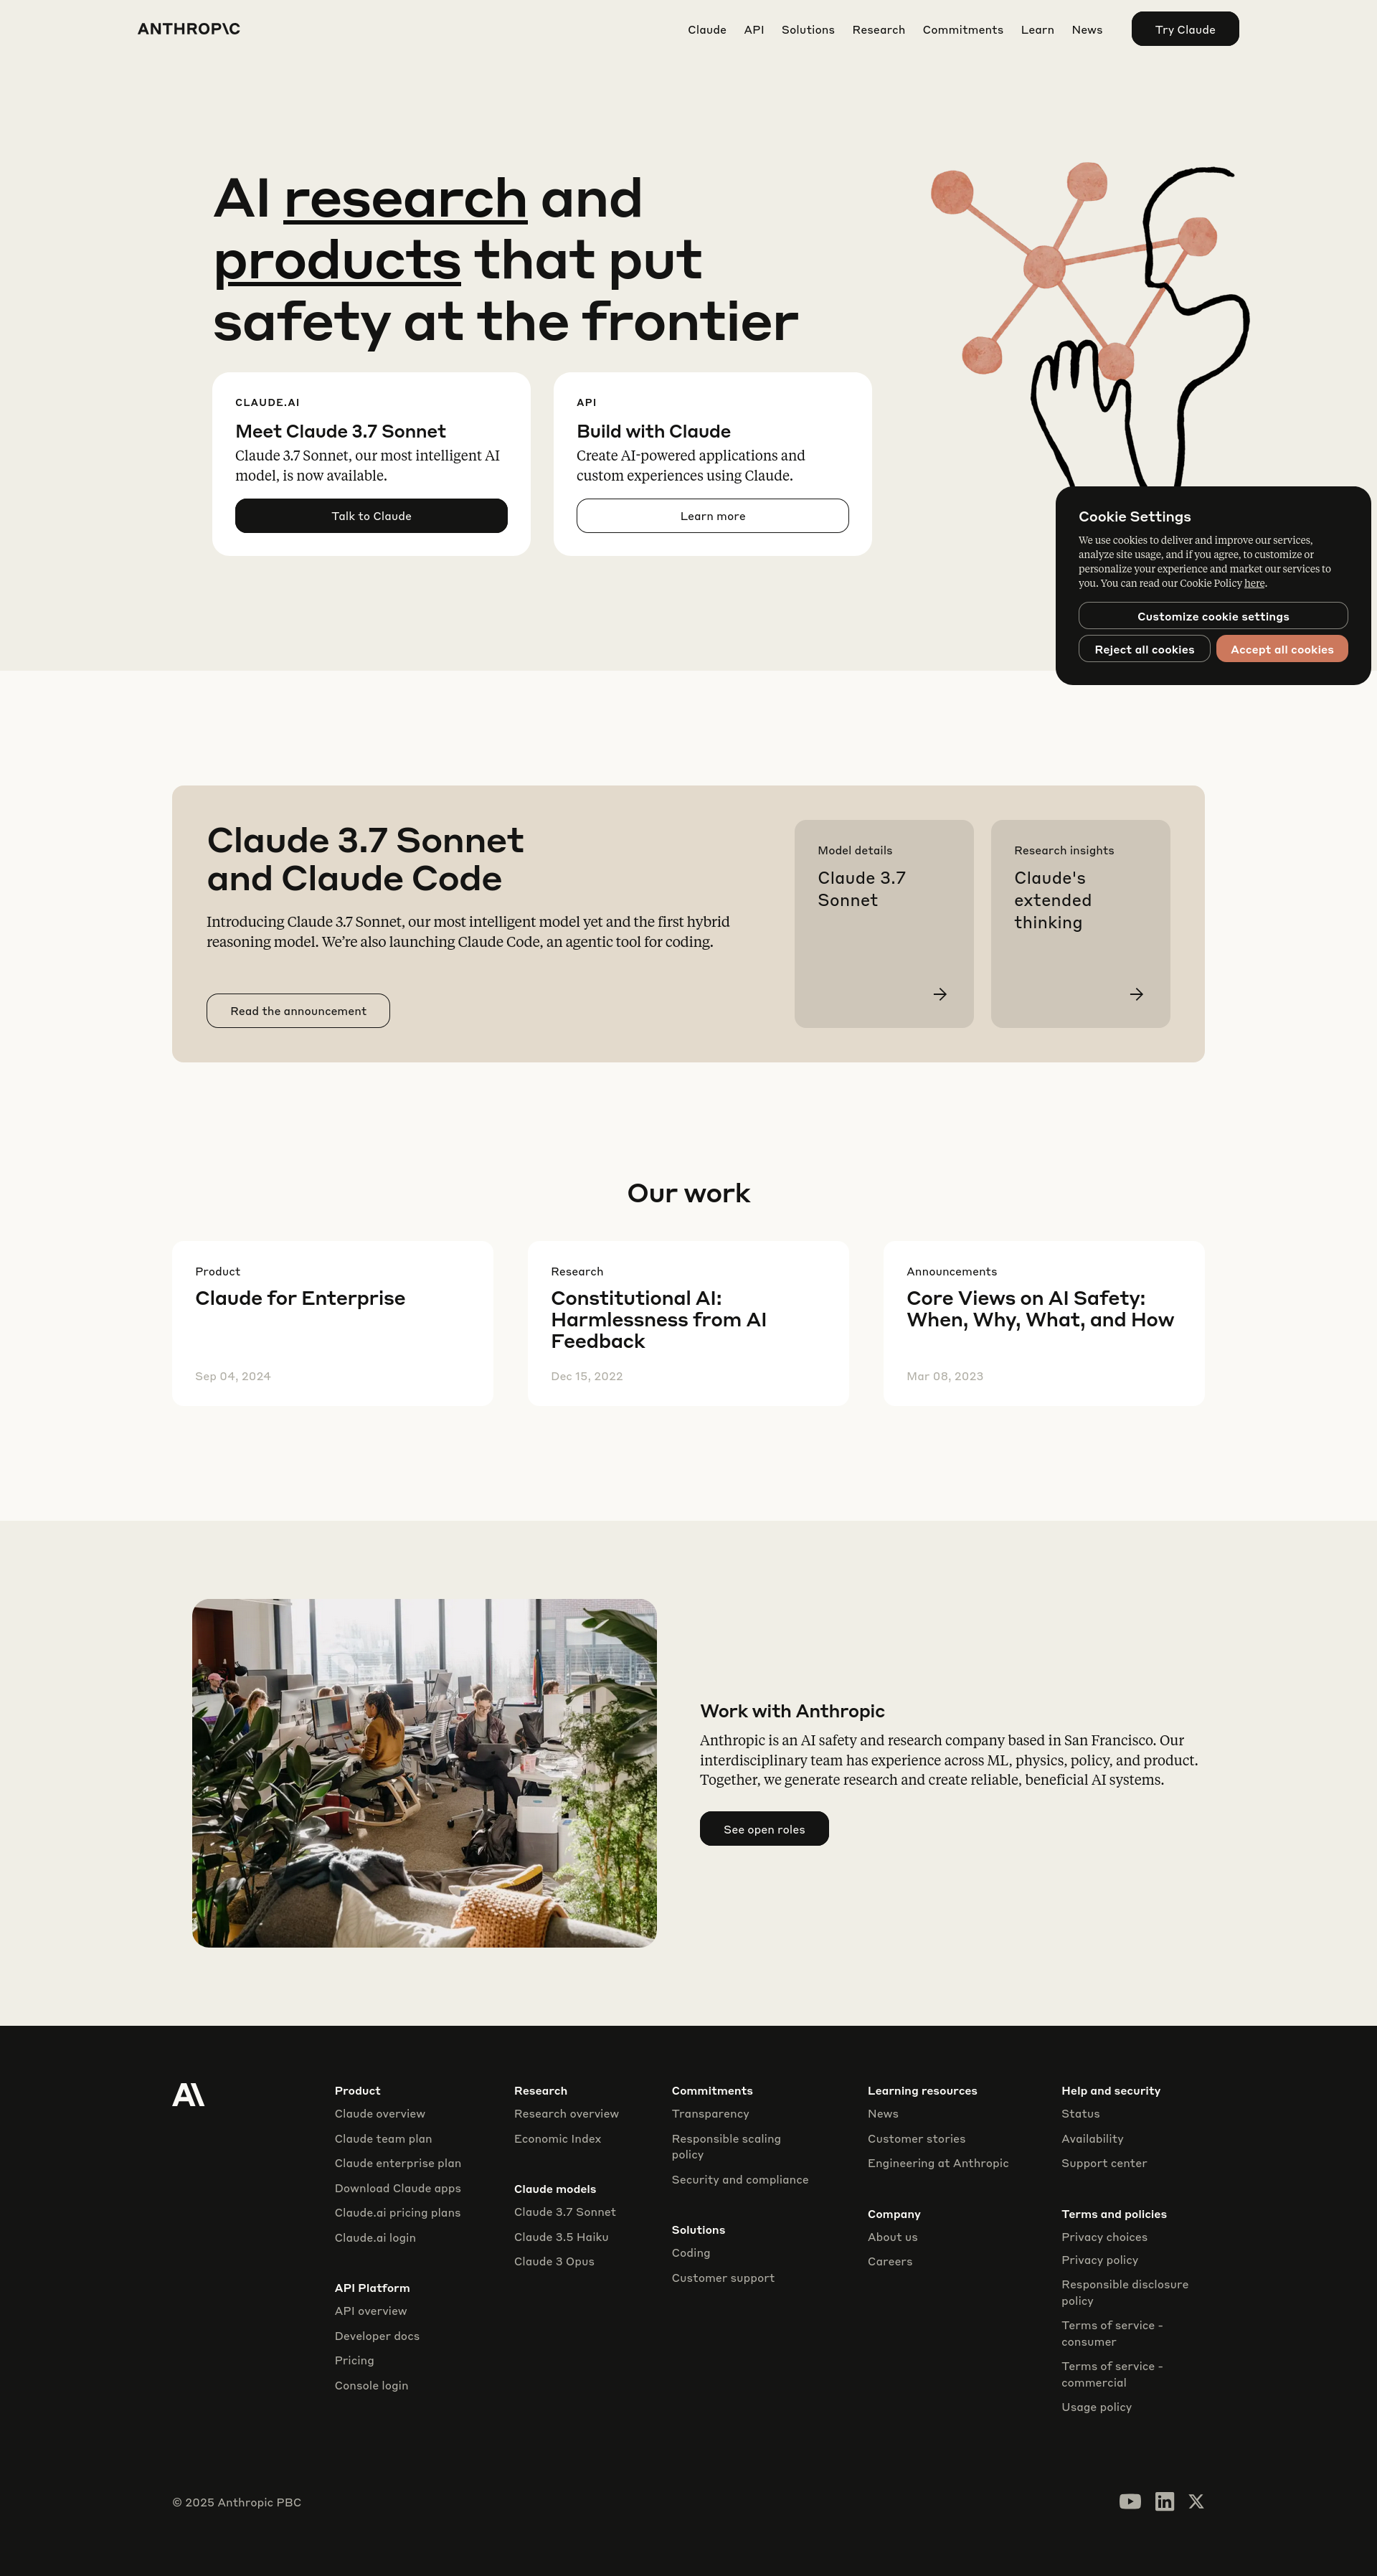 ANTHROP\C
Claude API Solutions Research Commitments Learn News Try Claude
AI research and
products that put
safety at the frontier
CLAUDE.AI
Meet Claude 3.7 Sonnet
Claude 3.7 Sonnet, our most intelligent AI
model, is now available.
Talk to Claude
API
Build with Claude
Create AI-powered applications and
custom experiences using Claude.
Learn more
Cookie Settings
We use cookies to deliver and improve our services,
analyze site usage, and if you agree, to customize or
personalize your experience and market our services to
you. You can read our Cookie Policy here.
Customize cookie settings
Reject all cookies
Accept all cookies
Claude 3.7 Sonnet
and Claude Code
Introducing Claude 3.7 Sonnet, our most intelligent model yet and the first hybrid
reasoning model. We’re also launching Claude Code, an agentic tool for coding.
Read the announcement
Model details
Claude 3.7
Sonnet
Research insights
Claude's
extended
thinking
Our work
Product
Claude for Enterprise
Sep 04, 2024
Research
Constitutional AI:
Harmlessness from AI
Feedback
Dec 15, 2022
Announcements
Core Views on AI Safety:
When, Why, What, and How
Mar 08, 2023
Work with Anthropic
Anthropic is an AI safety and research company based in San Francisco. Our
interdisciplinary team has experience across ML, physics, policy, and product.
Together, we generate research and create reliable, beneficial AI systems.
See open roles
A\
Product
Claude overview
Claude team plan
Claude enterprise plan
Download Claude apps
Claude.ai pricing plans
Claude.ai login
API Platform
API overview
Developer docs
Pricing
Console login
Research
Research overview
Economic Index
Claude models
Claude 3.7 Sonnet
Claude 3.5 Haiku
Claude 3 Opus
Commitments
Transparency
Responsible scaling
policy
Security and compliance
Solutions
Coding
Customer support
Learning resources
News
Customer stories
Engineering at Anthropic
Company
About us
Careers
Help and security
Status
Availability
Support center
Terms and policies
Privacy choices
Privacy policy
Responsible disclosure
policy
Terms of service -
consumer
Terms of service -
commercial
Usage policy
© 2025 Anthropic PBC
in
X